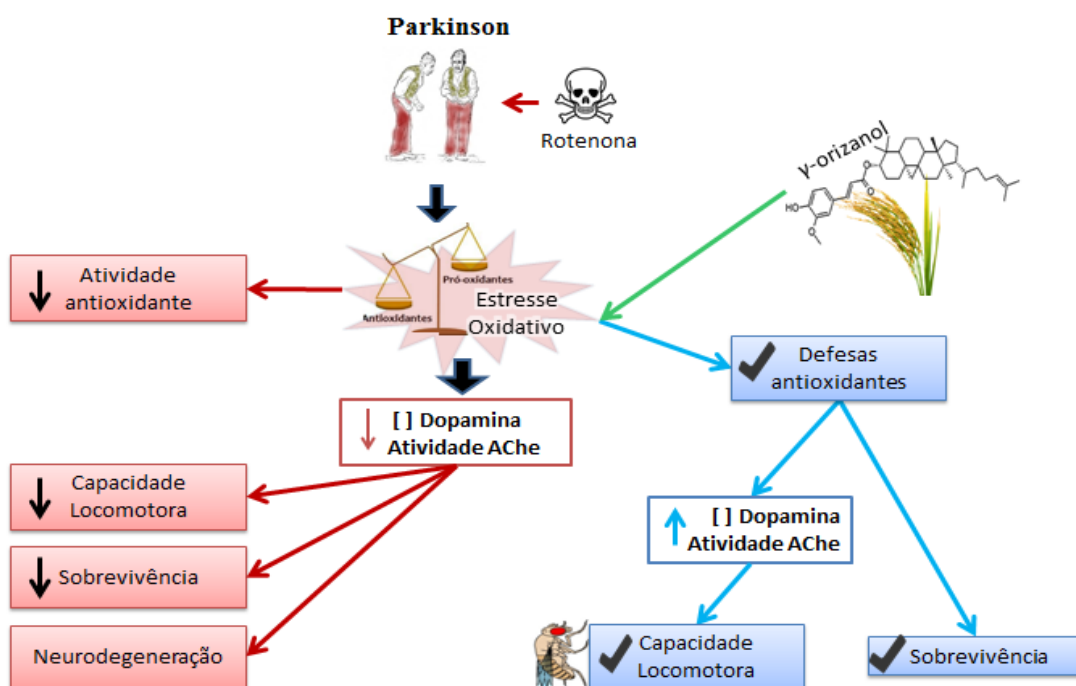 Parkinson
Rotenona
γ-orizanol
HO
O
O
O
Pró-oxidantes
Antioxidantes
Estresse
Oxidativo
Atividade
antioxidante
Defesas
antioxidantes
[ ] Dopamina
Atividade AChe
Capacidade
Locomotora
Sobrevivência
Neurodegeneração
[ ] Dopamina
Atividade AChe
Capacidade
Locomotora
Sobrevivência